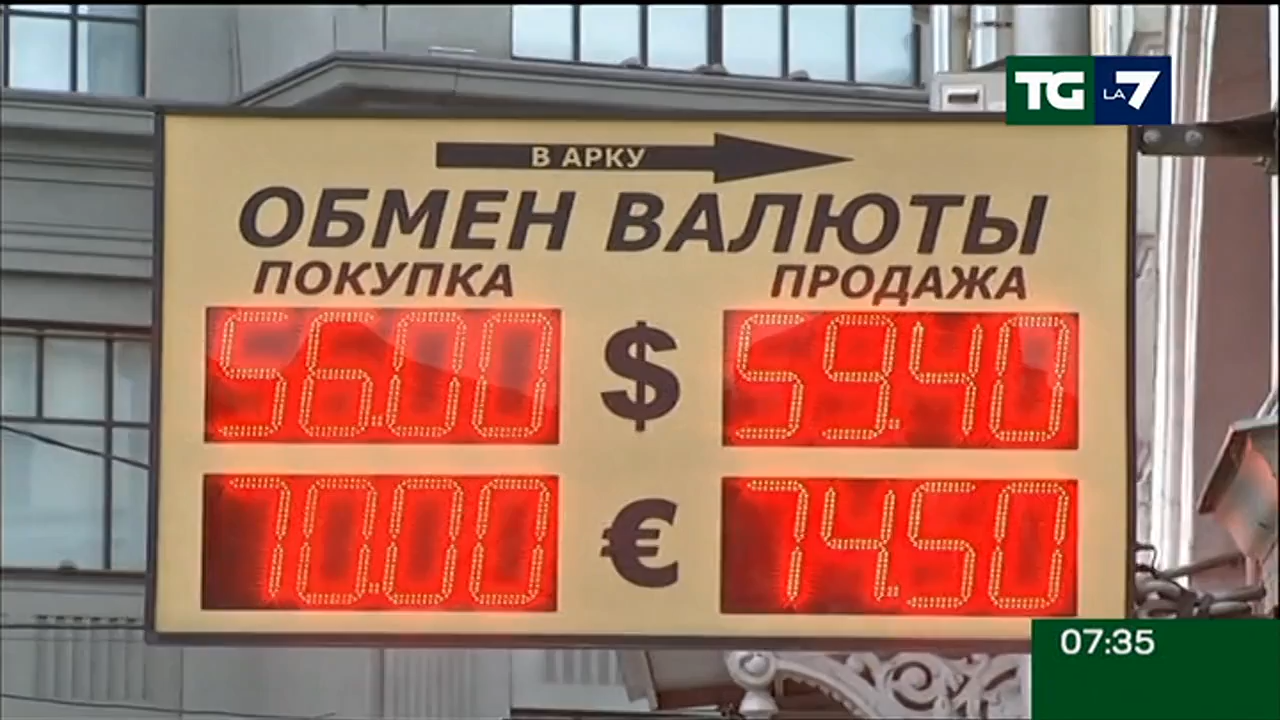 TG LA7
В АРКУ
ОБМЕН ВАЛЮТЫ
ПОКУПКА ПРОДАЖА
56.00 $ 59.40
70.00 € 74.50
07:35